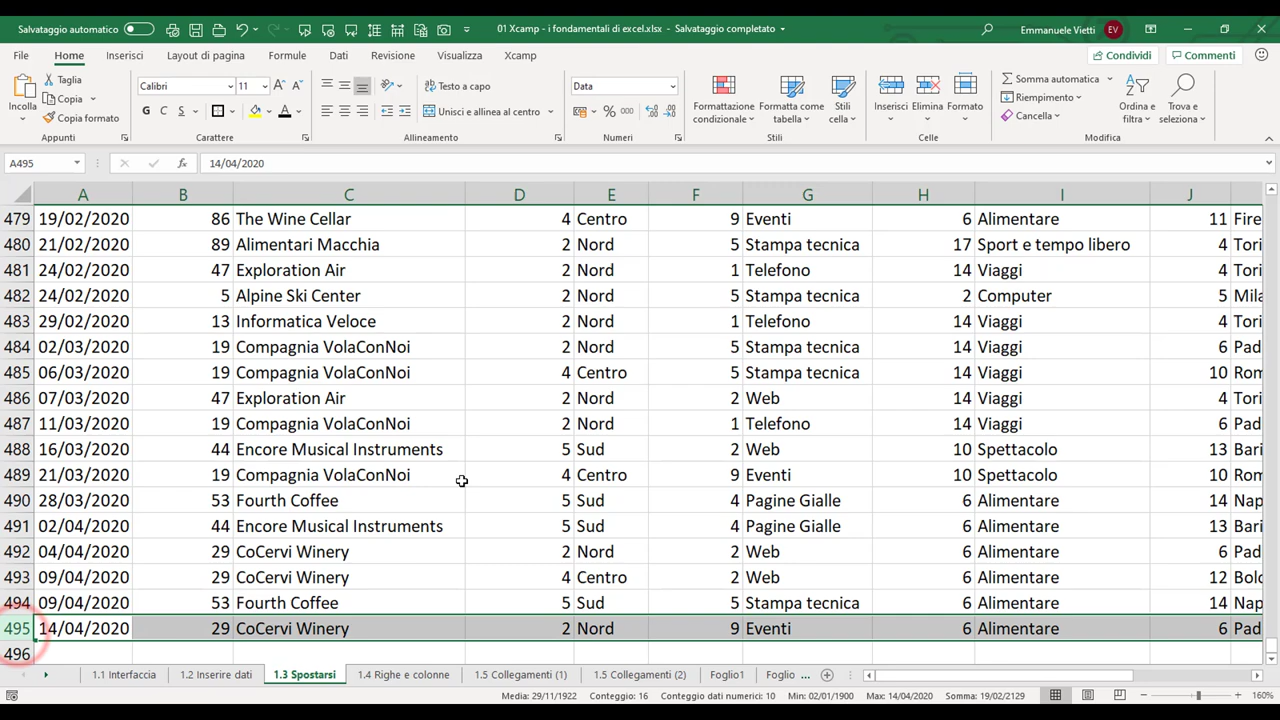 Salvataggio automatico 01 Xcamp - i fondamentali di excel.xlsx - Salvataggio completato Emmanuele Vietti EV
File Home Inserisci Layout di pagina Formule Dati Revisione Visualizza Sviluppo Guida Xcamp Condividi Commenti
Incolla Taglia Copia Copia formato Appunti
Calibri 11 G C S Carattere
Testo a capo Unisci e allinea al centro Allineamento
Data % 000 Numeri
Formattazione condizionale Formatta come tabella Stili cella Stili
Inserisci Elimina Formato Celle
Somma automatica Riempimento Cancella Ordina e filtra Trova e seleziona Modifica
A495 fx 14/04/2020
A B C D E F G H I J
479 19/02/2020 86 The Wine Cellar 4 Centro 9 Eventi 6 Alimentare 11 Fire
480 21/02/2020 89 Alimentari Macchia 2 Nord 5 Stampa tecnica 17 Sport e tempo libero 4 Tori
481 24/02/2020 47 Exploration Air 2 Nord 1 Telefono 14 Viaggi 4 Tori
482 24/02/2020 5 Alpine Ski Center 2 Nord 5 Stampa tecnica 2 Computer 5 Mila
483 29/02/2020 13 Informatica Veloce 2 Nord 1 Telefono 14 Viaggi 4 Tori
484 02/03/2020 19 Compagnia VolaConNoi 2 Nord 5 Stampa tecnica 14 Viaggi 6 Pad
485 06/03/2020 19 Compagnia VolaConNoi 4 Centro 5 Stampa tecnica 14 Viaggi 10 Rom
486 07/03/2020 47 Exploration Air 2 Nord 2 Web 14 Viaggi 4 Tori
487 11/03/2020 19 Compagnia VolaConNoi 2 Nord 1 Telefono 14 Viaggi 6 Pad
488 16/03/2020 44 Encore Musical Instruments 5 Sud 2 Web 10 Spettacolo 13 Bari
489 21/03/2020 19 Compagnia VolaConNoi 4 Centro 9 Eventi 10 Spettacolo 10 Rom
490 28/03/2020 53 Fourth Coffee 5 Sud 4 Pagine Gialle 6 Alimentare 14 Nap
491 02/04/2020 44 Encore Musical Instruments 5 Sud 4 Pagine Gialle 6 Alimentare 13 Bari
492 04/04/2020 29 CoCervi Winery 2 Nord 2 Web 6 Alimentare 6 Pad
493 09/04/2020 29 CoCervi Winery 4 Centro 2 Web 6 Alimentare 12 Bolo
494 09/04/2020 53 Fourth Coffee 5 Sud 5 Stampa tecnica 6 Alimentare 14 Nap
495 14/04/2020 29 CoCervi Winery 2 Nord 9 Eventi 6 Alimentare 6 Pad
496
1.1 Interfaccia 1.2 Inserire dati 1.3 Spostarsi 1.4 Righe e colonne 1.5 Collegamenti (1) 1.5 Collegamenti (2) Foglio1 Foglio ...
Media: 29/11/1922 Conteggio: 16 Conteggio dati numerici: 10 Min: 02/01/1900 Max: 14/04/2020 Somma: 19/02/2129 160%